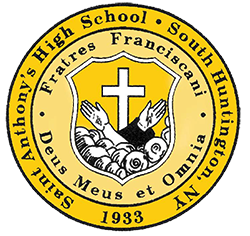 Saint Anthony's High School • South Huntington, NY
1933
• Fratres Franciscani •
Deus Meus et Omnia